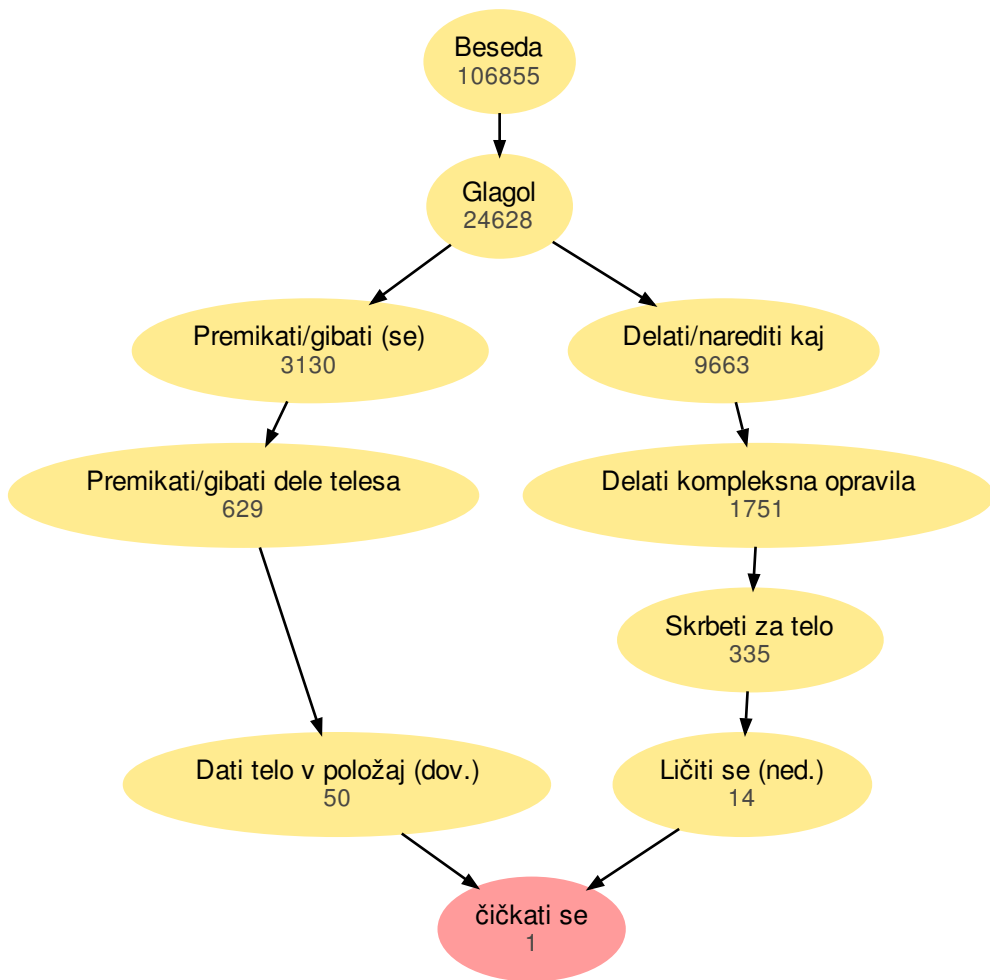 Beseda
106855
Glagol
24628
Premikati/gibati (se)
3130
Delati/narediti kaj
9663
Premikati/gibati dele telesa
629
Delati kompleksna opravila
1751
Skrbeti za telo
335
Dati telo v položaj (dov.)
50
Ličiti se (ned.)
14
čičkati se
1